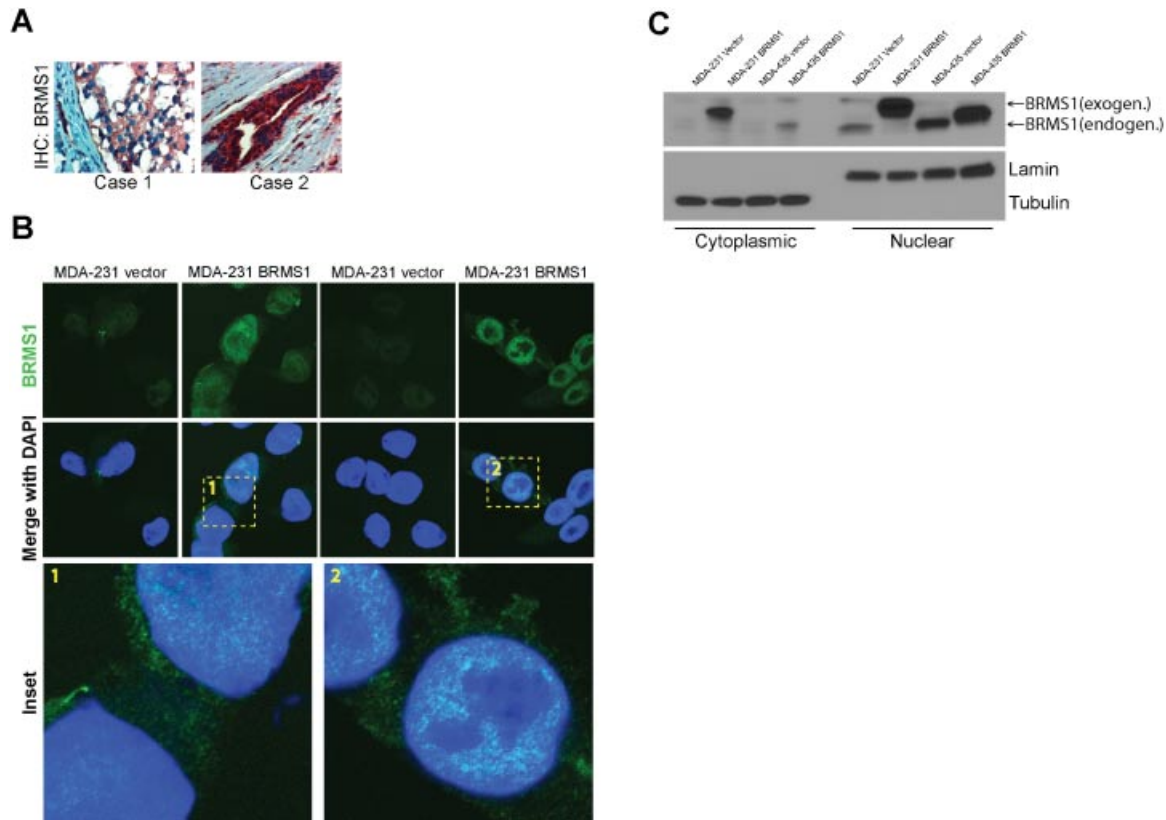 A
IHC: BRMS1
Case 1
Case 2
B
MDA-231 vector
MDA-231 BRMS1
MDA-231 vector
MDA-231 BRMS1
BRMS1
Merge with DAPI
1
2
Inset
1
2
C
MDA-231 Vector
MDA-231 BRMS1
MDA-435 vector
MDA-435 BRMS1
MDA-231 Vector
MDA-231 BRMS1
MDA-435 vector
MDA-435 BRMS1
←BRMS1(exogen.)
←BRMS1(endogen.)
Lamin
Tubulin
Cytoplasmic
Nuclear